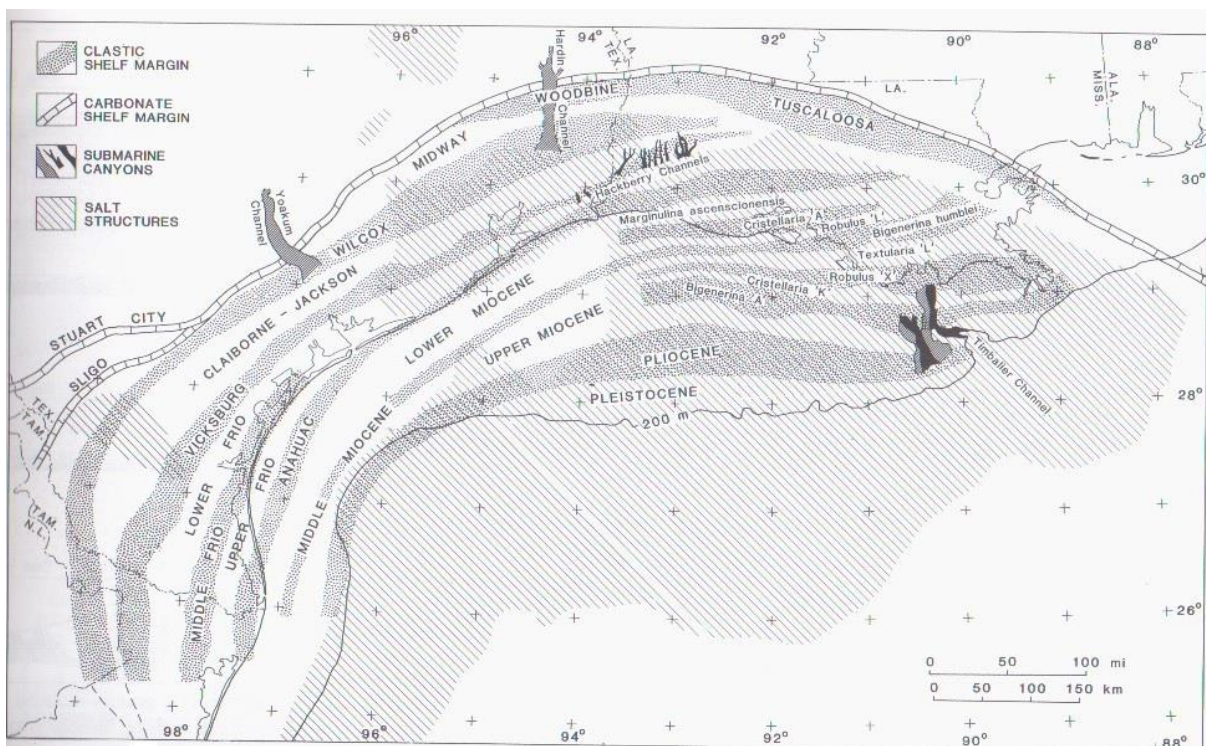 CLASTIC
SHELF MARGIN
CARBONATE
SHELF MARGIN
SUBMARINE
CANYONS
SALT
STRUCTURES
96°
94°
92°
90°
88°
LA.
TEX.
LA.
ALA.
MISS.
Hardin
Channel
WOODBINE
TUSCALOOSA
MIDWAY
30°
Yoakum
Channel
Hackberry Channels
WILCOX
Marginulina ascensionensis
Cristellaria 'A'
Robulus 'L'
Bigenerina humblei
Textularia 'L'
Robulus 'X'
Cristellaria 'K'
Bigenerina 'A'
CLAIBORNE - JACKSON
STUART CITY
SLIGO
LOWER MIOCENE
UPPER MIOCENE
PLIOCENE
PLEISTOCENE
200 m
Timbalier Channel
28°
TEX.
TAM.
VICKSBURG
LOWER FRIO
MIDDLE FRIO
UPPER FRIO
ANAHUAC
MIDDLE MIOCENE
TAM.
N.L.
26°
0 50 100 mi
0 50 100 150 km
98°
96°
94°
92°
90°
88°